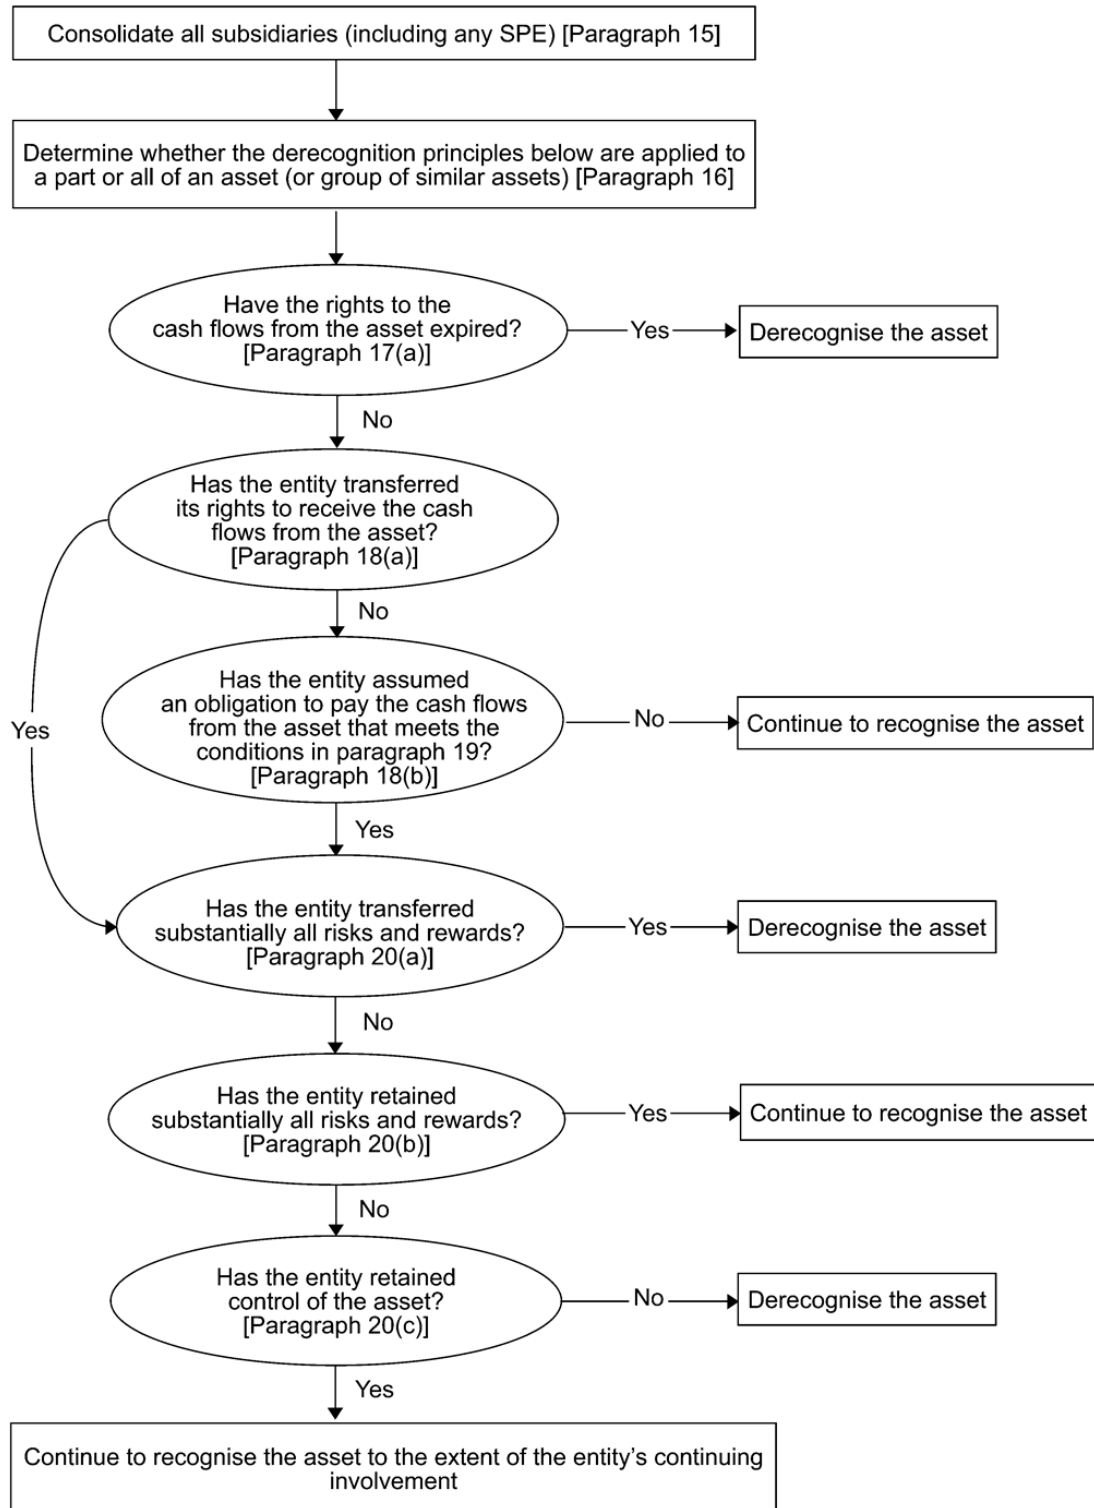 Consolidate all subsidiaries (including any SPE) [Paragraph 15]
Determine whether the derecognition principles below are applied to
a part or all of an asset (or group of similar assets) [Paragraph 16]
Have the rights to the
cash flows from the asset expired?
[Paragraph 17(a)]
Yes
Derecognise the asset
No
Has the entity transferred
its rights to receive the cash
flows from the asset?
[Paragraph 18(a)]
No
Has the entity assumed
an obligation to pay the cash flows
from the asset that meets the
conditions in paragraph 19?
[Paragraph 18(b)]
No
Continue to recognise the asset
Yes
Yes
Has the entity transferred
substantially all risks and rewards?
[Paragraph 20(a)]
Yes
Derecognise the asset
No
Has the entity retained
substantially all risks and rewards?
[Paragraph 20(b)]
Yes
Continue to recognise the asset
No
Has the entity retained
control of the asset?
[Paragraph 20(c)]
No
Derecognise the asset
Yes
Continue to recognise the asset to the extent of the entity’s continuing
involvement